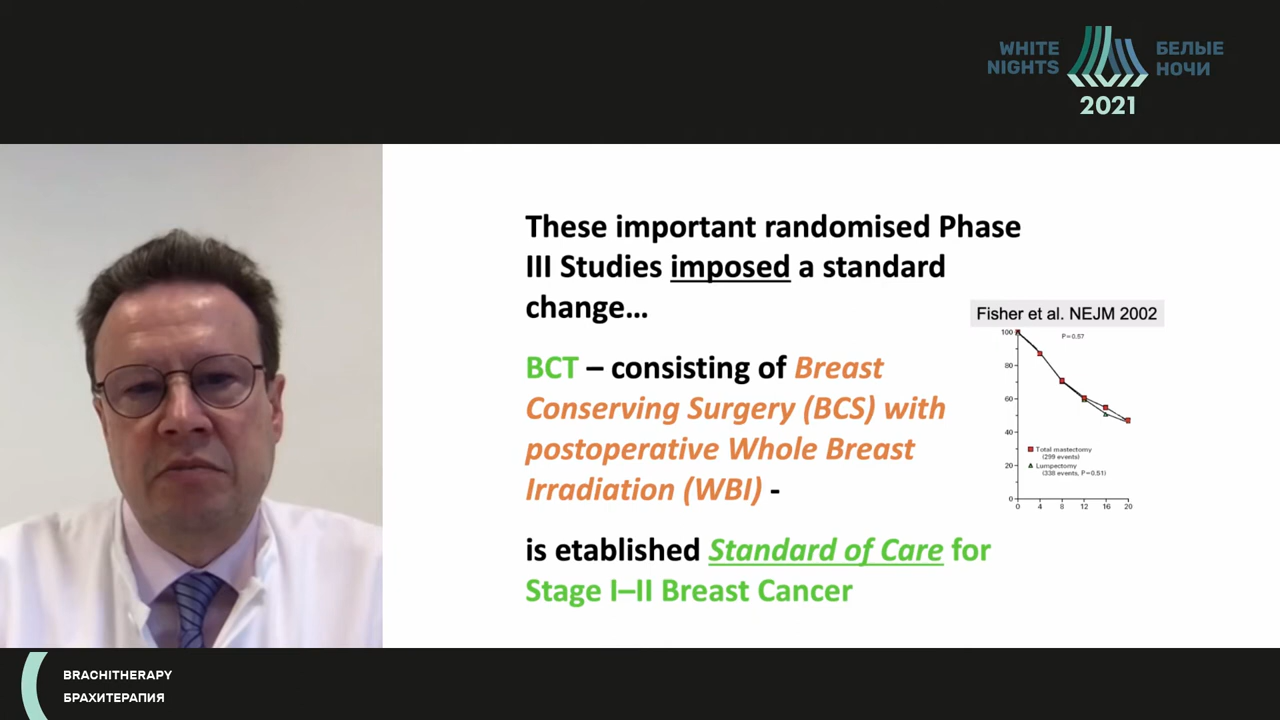 WHITE
NIGHTS
БЕЛЫЕ
НОЧИ
2021
These important randomised Phase
III Studies imposed a standard
change...
BCT – consisting of Breast
Conserving Surgery (BCS) with
postoperative Whole Breast
Irradiation (WBI) -
is etablished Standard of Care for
Stage I–II Breast Cancer
Fisher et al. NEJM 2002
P=0.57
100
80
60
40
20
0
Total mastectomy
(299 events)
Lumpectomy
(338 events, P=0.51)
0 4 8 12 16 20
BRACHITHERAPY
БРАХИТЕРАПИЯ